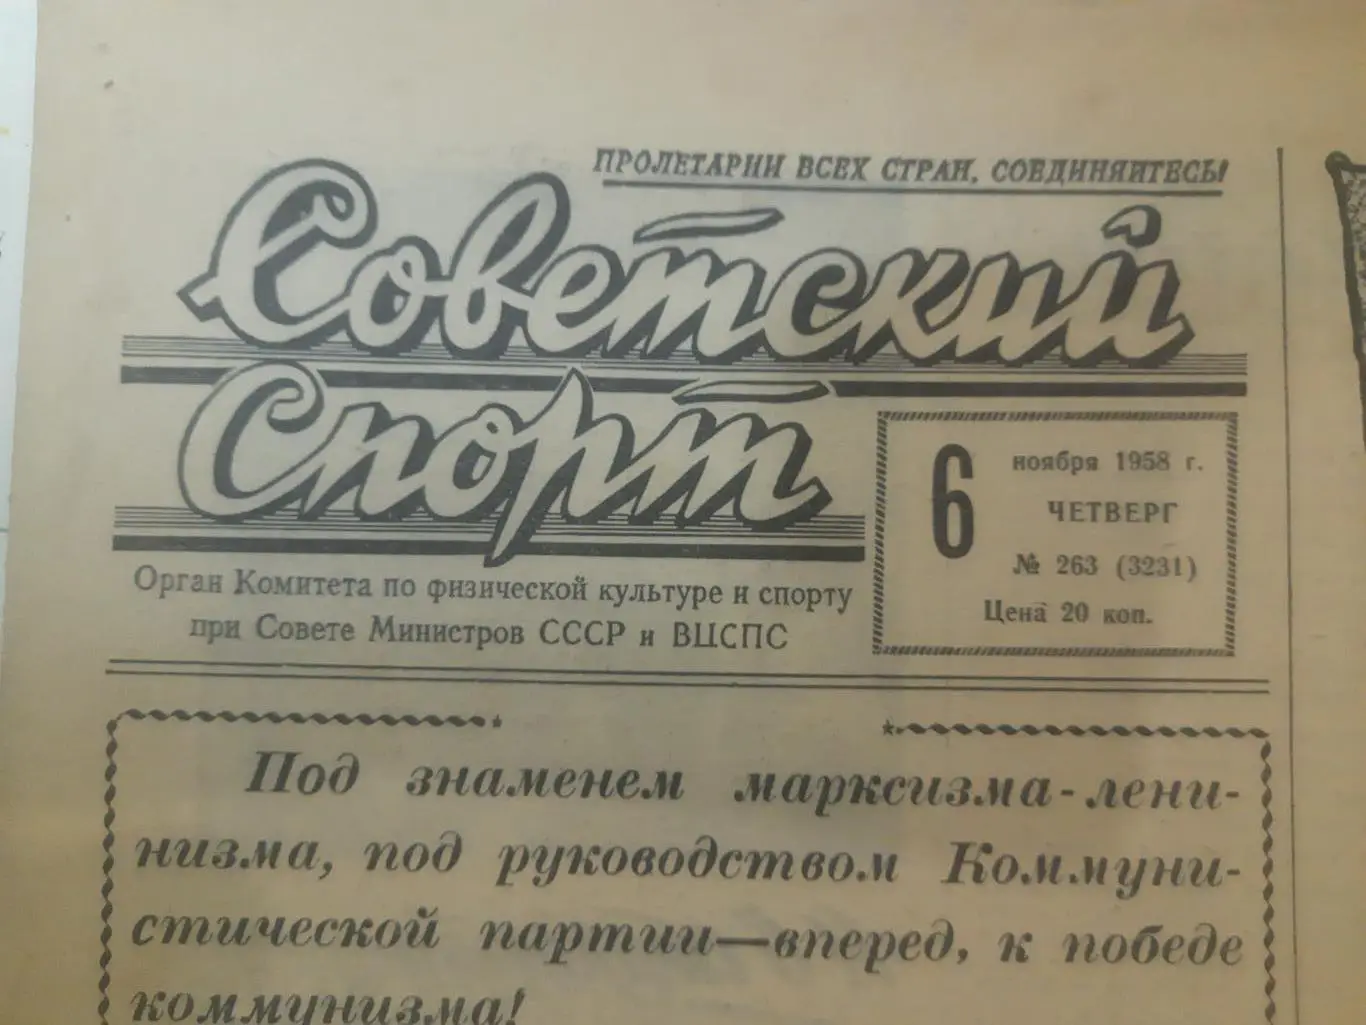 ПРОЛЕТАРИИ ВСЕХ СТРАН, СОЕДИНЯЙТЕСЬ!
Советский
Спорт
6
ноября 1958 г.
ЧЕТВЕРГ
№ 263 (3231)
Цена 20 коп.
Орган Комитета по физической культуре и спорту
при Совете Министров СССР и ВЦСПС
Под знаменем марксизма-лени-
низма, под руководством Коммуни-
стической партии—вперед, к победе
коммунизма!